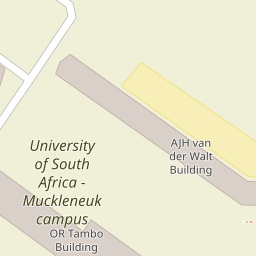 University
of South
Africa -
Muckleneuk
campus
AJH van
der Walt
Building
OR Tambo
Building